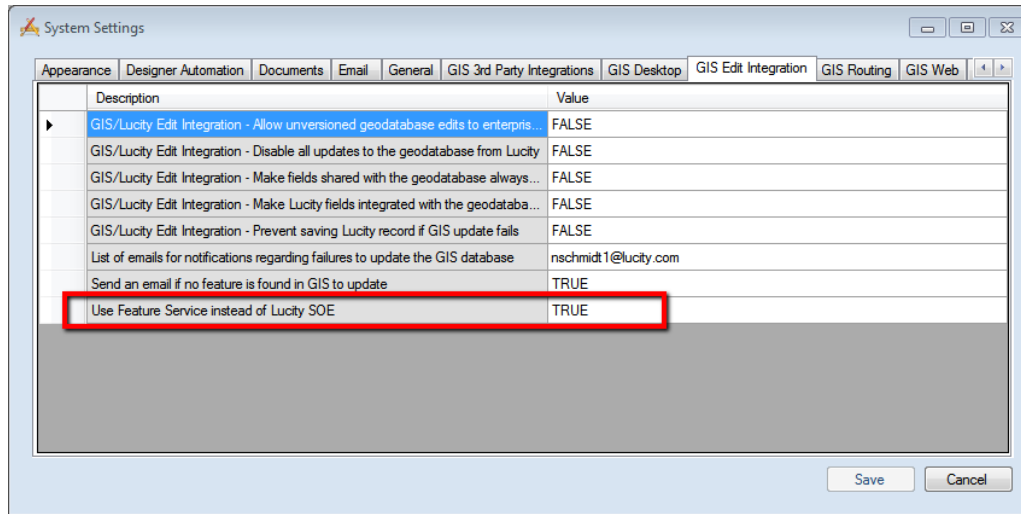 System Settings
Appearance Designer Automation Documents Email General GIS 3rd Party Integrations GIS Desktop GIS Edit Integration GIS Routing GIS Web
Description Value
GIS/Lucity Edit Integration - Allow unversioned geodatabase edits to enterpris... FALSE
GIS/Lucity Edit Integration - Disable all updates to the geodatabase from Lucity FALSE
GIS/Lucity Edit Integration - Make fields shared with the geodatabase always... FALSE
GIS/Lucity Edit Integration - Make Lucity fields integrated with the geodataba... FALSE
GIS/Lucity Edit Integration - Prevent saving Lucity record if GIS update fails FALSE
List of emails for notifications regarding failures to update the GIS database nschmidt1@lucity.com
Send an email if no feature is found in GIS to update TRUE
Use Feature Service instead of Lucity SOE TRUE
Save Cancel